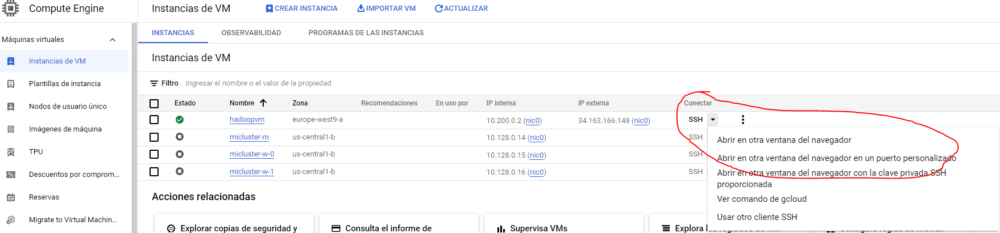 Compute Engine
Instancias de VM
CREAR INSTANCIA
IMPORTAR VM
ACTUALIZAR
Máquinas virtuales
Instancias de VM
Plantillas de instancia
Nodos de usuario único
Imágenes de máquina
TPU
Descuentos por comprom...
Reservas
Migrate to Virtual Machin...
INSTANCIAS
OBSERVABILIDAD
PROGRAMAS DE LAS INSTANCIAS
Instancias de VM
Filtro Ingresar el nombre o el valor de la propiedad
Estado Nombre Zona Recomendaciones En uso por IP interna IP externa Conectar
hadoopvm europe-west9-a 10.200.0.2 (nic0) 34.163.166.148 (nic0) SSH
micluster-m us-central1-b 10.128.0.14 (nic0) SSH
micluster-w-0 us-central1-b 10.128.0.15 (nic0) SSH
micluster-w-1 us-central1-b 10.128.0.16 (nic0) SSH
Abrir en otra ventana del navegador
Abrir en otra ventana del navegador en un puerto personalizado
Abrir en otra ventana del navegador con la clave privada SSH
proporcionada
Ver comando de gcloud
Usar otro cliente SSH
Acciones relacionadas
Explorar copias de seguridad y
Consulta el informe de
Supervisa VMs